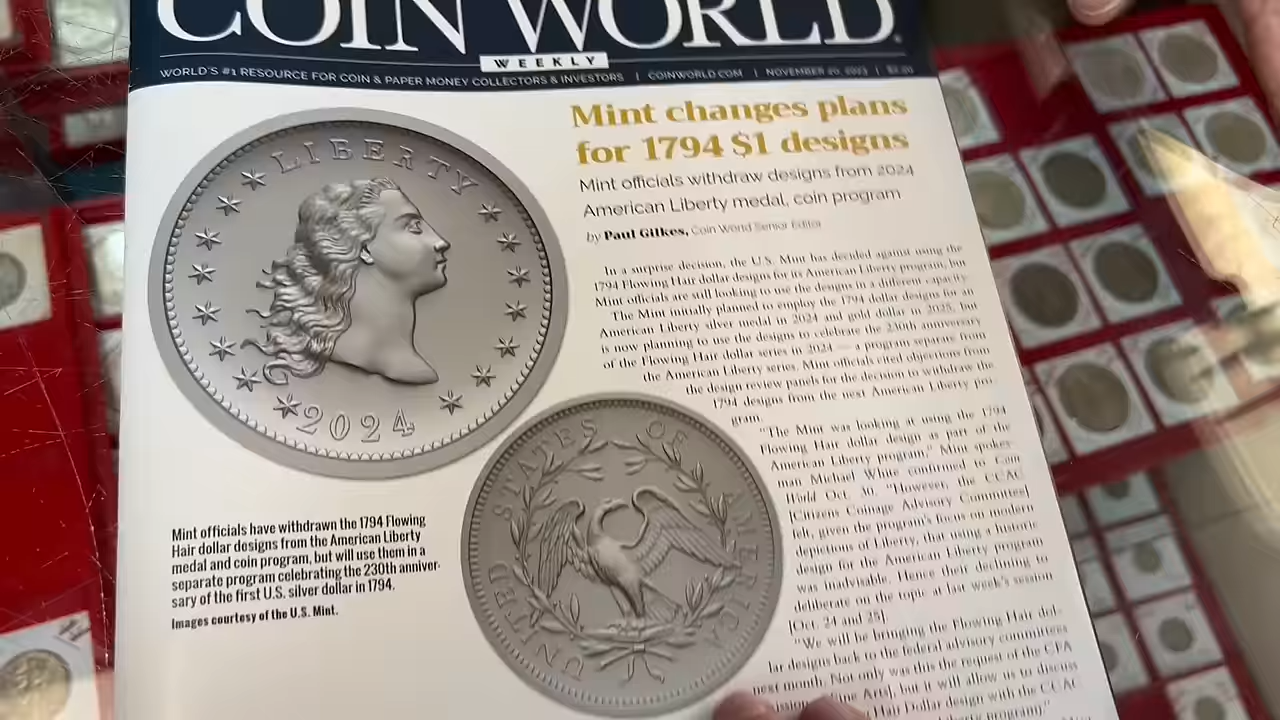 COIN WORLD
WEEKLY
WORLD'S #1 RESOURCE FOR COIN & PAPER MONEY COLLECTORS & INVESTORS | COINWORLD.COM | NOVEMBER 20, 2023 |
Mint changes plans
for 1794 $1 designs
Mint officials withdraw designs from 2024
American Liberty medal, coin program
by Paul Gilkes, Coin World Senior Editor
In a surprise decision, the U.S. Mint has decided against using the
1794 Flowing Hair dollar designs for its American Liberty program, but
Mint officials are still looking to use the designs in a different capacity.
The Mint initially planned to employ the 1794 dollar designs for an
American Liberty silver medal in 2024 and gold dollar in 2025, but
is now planning to use the designs to celebrate the 230th anniversary
of the Flowing Hair dollar series in 2024 — a program separate from
the American Liberty series. Mint officials cited objections from
the design review panels for the decision to withdraw the
1794 designs from the next American Liberty pro-
gram.
"The Mint was looking at using the 1794
Flowing Hair dollar design as part of the
American Liberty program," Mint spokes-
man Michael White confirmed to Coin
World Oct. 30. "However, the CCAC
[Citizens Coinage Advisory Committee]
felt, given the program's focus on modern
depictions of Liberty, that using a historic
design for the American Liberty program
was inadvisable. Hence their declining to
deliberate on the topic at last week's session
[Oct. 24 and 25].
"We will be bringing the Flowing Hair dol-
lar designs back to the federal advisory committees
next month. Not only was this the request of the CFA
Fine Arts], but it will allow us to discuss
Hair Dollar design with the CCAC
Liberty program."
LIBERTY
2024
UNITED STATES OF AMERICA
Mint officials have withdrawn the 1794 Flowing
Hair dollar designs from the American Liberty
medal and coin program, but will use them in a
separate program celebrating the 230th anniver-
sary of the first U.S. silver dollar in 1794.
Images courtesy of the U.S. Mint.